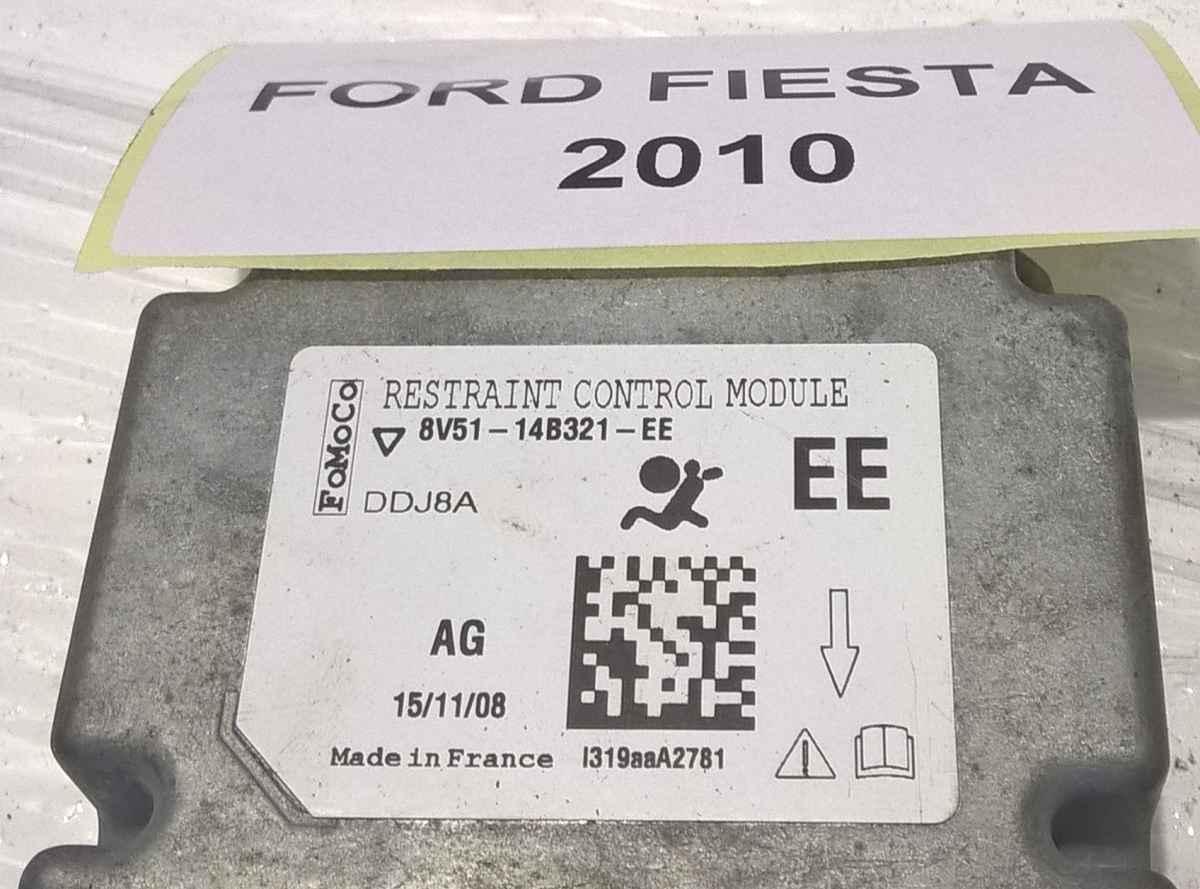 FORD FIESTA
2010
FoMoCo
RESTRAINT CONTROL MODULE
8V51-14B321-EE
EE
DDJ8A
AG
15/11/08
Made in France I319aaA2781